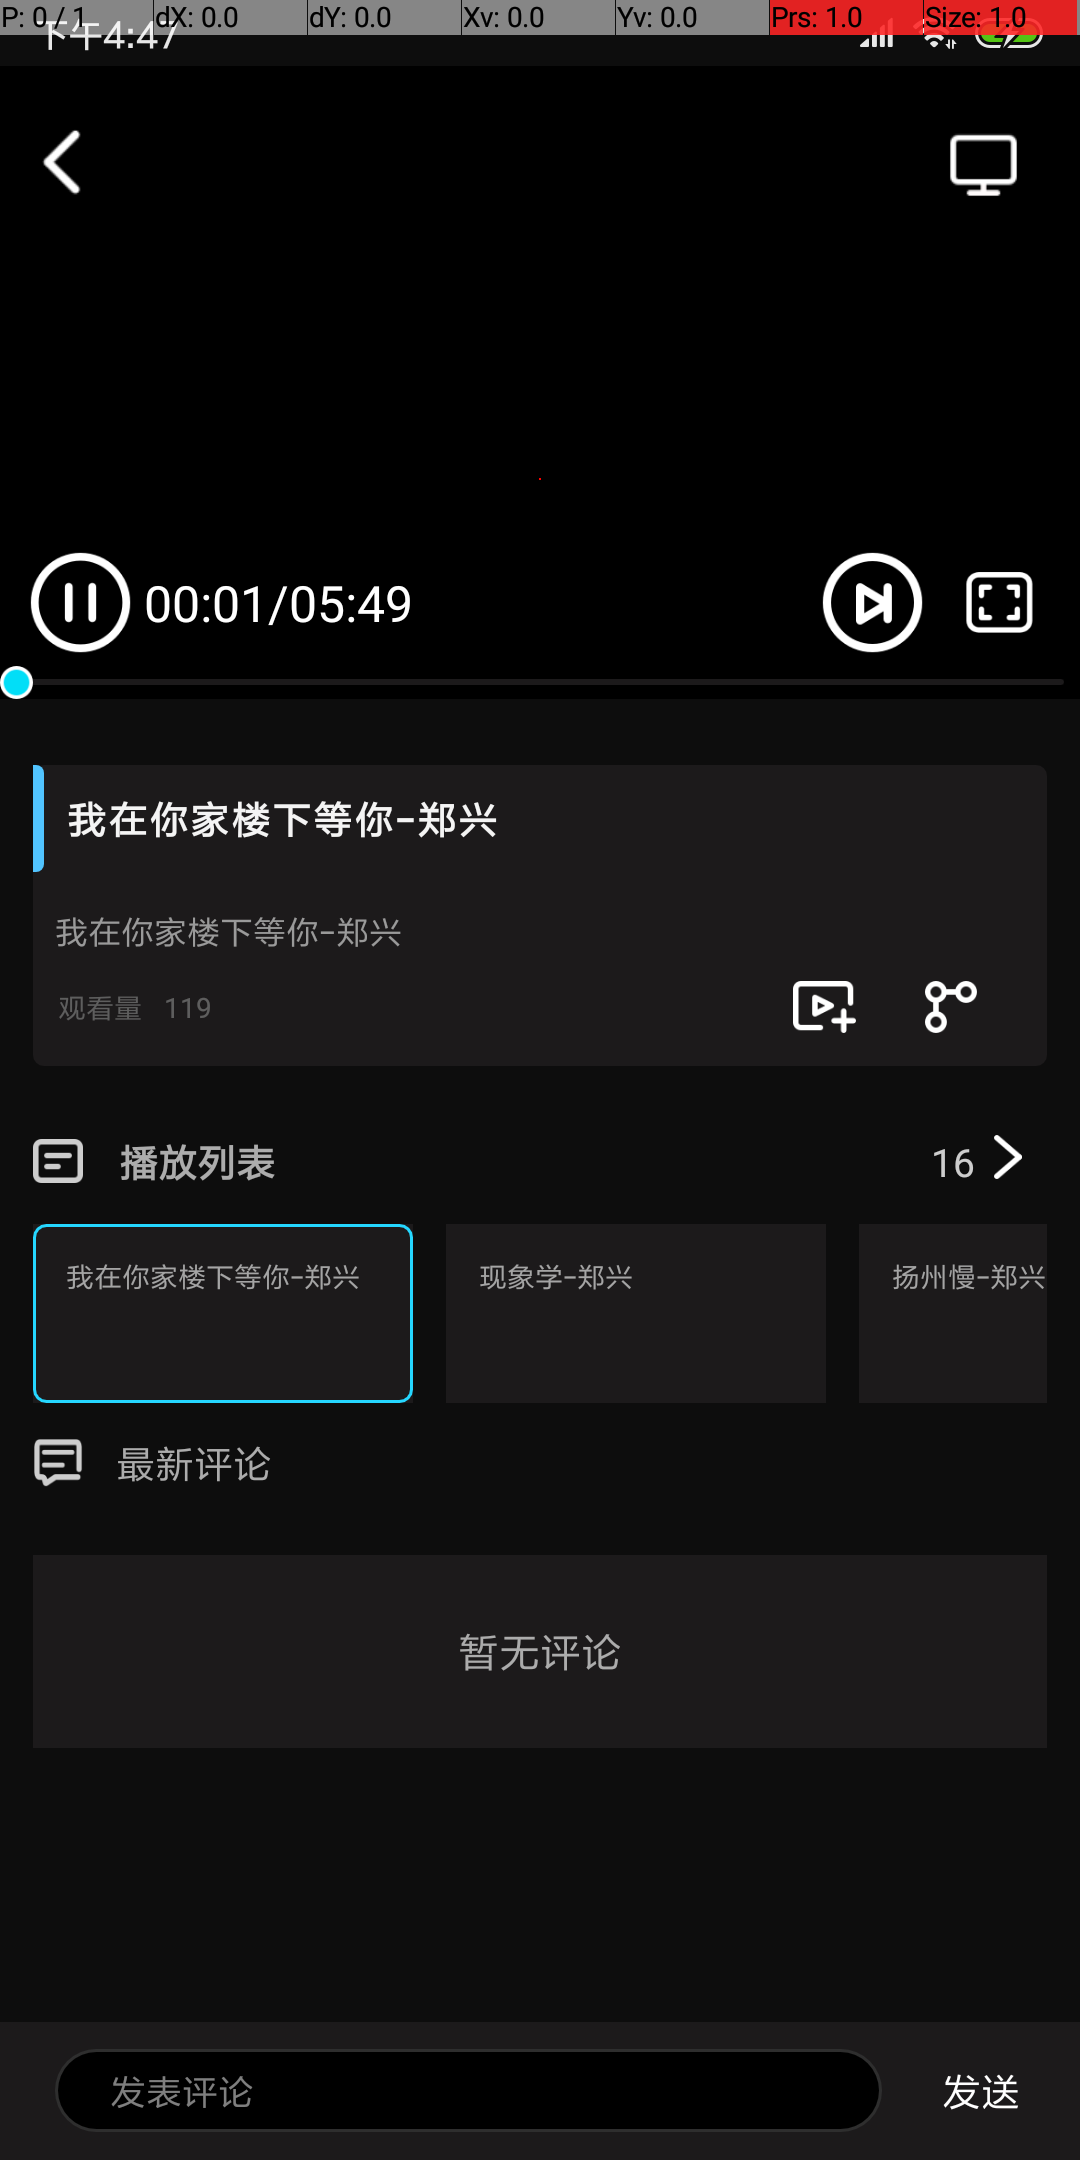 P: 0 / 1 dX: 0.0 dY: 0.0 Xv: 0.0 Yv: 0.0 Prs: 1.0 Size: 1.0
下午4:47
00:01/05:49
我在你家楼下等你-郑兴
我在你家楼下等你-郑兴
观看量 119
播放列表 16
我在你家楼下等你-郑兴 现象学-郑兴 扬州慢-郑兴
最新评论
暂无评论
发表评论 发送